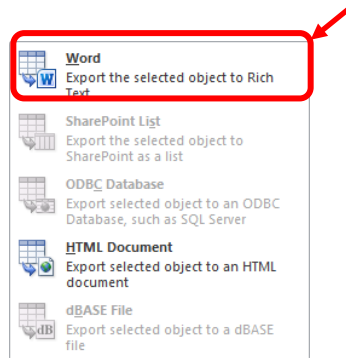 Word
Export the selected object to Rich
Text
SharePoint List
Export the selected object to
SharePoint as a list
ODBC Database
Export selected object to an ODBC
Database, such as SQL Server
HTML Document
Export selected object to an HTML
document
dBASE File
Export selected object to a dBASE
file